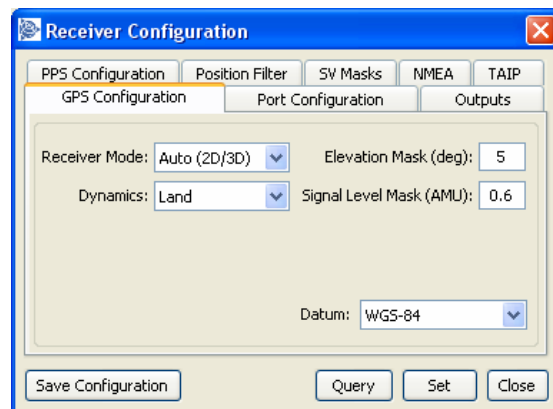 Receiver Configuration
PPS Configuration Position Filter SV Masks NMEA TAIP
GPS Configuration Port Configuration Outputs
Receiver Mode: Auto (2D/3D) Elevation Mask (deg): 5
Dynamics: Land Signal Level Mask (AMU): 0.6
Datum: WGS-84
Save Configuration Query Set Close